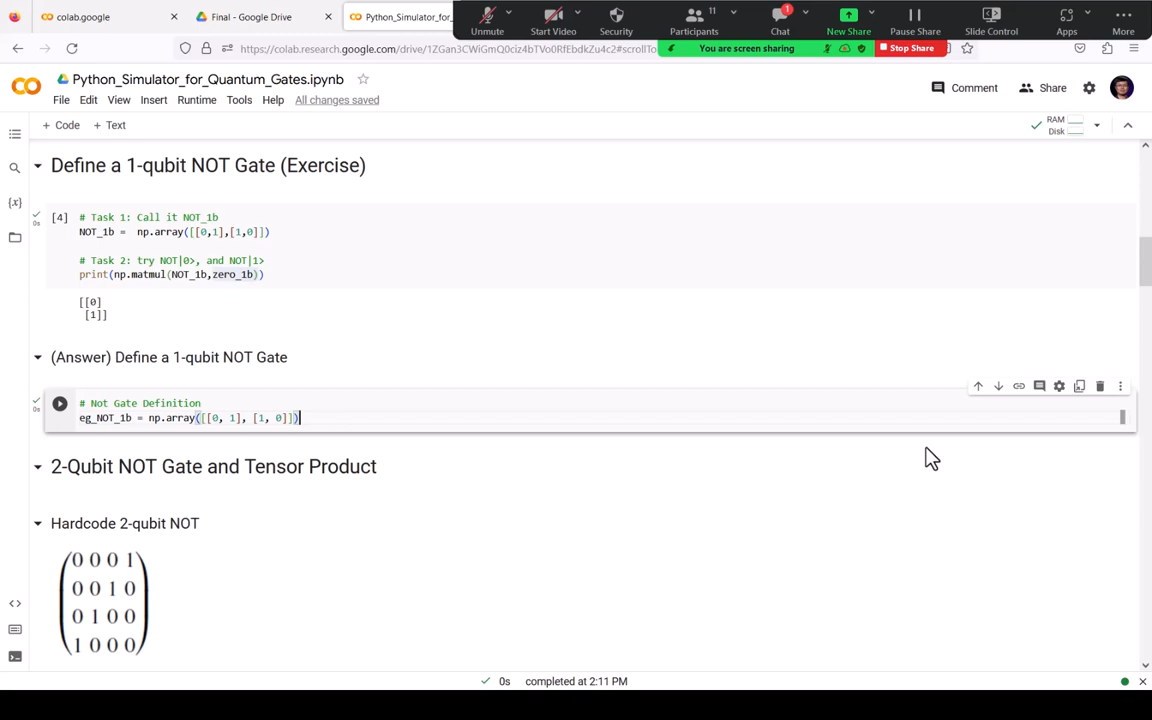 colab.google
Final - Google Drive
Python_Simulator_for_Quantum_Ga
Unmute
Start Video
Security
11
Participants
1
Chat
New Share
Pause Share
Slide Control
Apps
More
You are screen sharing
Stop Share
https://colab.research.google.com/drive/1ZGan3CWiGmQ0ciz4bTVo0RfEbdkZu4c2#scrollTo
Python_Simulator_for_Quantum_Gates.ipynb
File Edit View Insert Runtime Tools Help All changes saved
Comment
Share
+ Code + Text
RAM
Disk
Define a 1-qubit NOT Gate (Exercise)
[4]
0s
# Task 1: Call it NOT_1b
NOT_1b = np.array([[0,1],[1,0]])
# Task 2: try NOT|0>, and NOT|1>
print(np.matmul(NOT_1b,zero_1b))
[[0]
[1]]
(Answer) Define a 1-qubit NOT Gate
0s
# Not Gate Definition
eg_NOT_1b = np.array([[0, 1], [1, 0]])
2-Qubit NOT Gate and Tensor Product
Hardcode 2-qubit NOT
0 0 0 1
0 0 1 0
0 1 0 0
1 0 0 0
0s completed at 2:11 PM